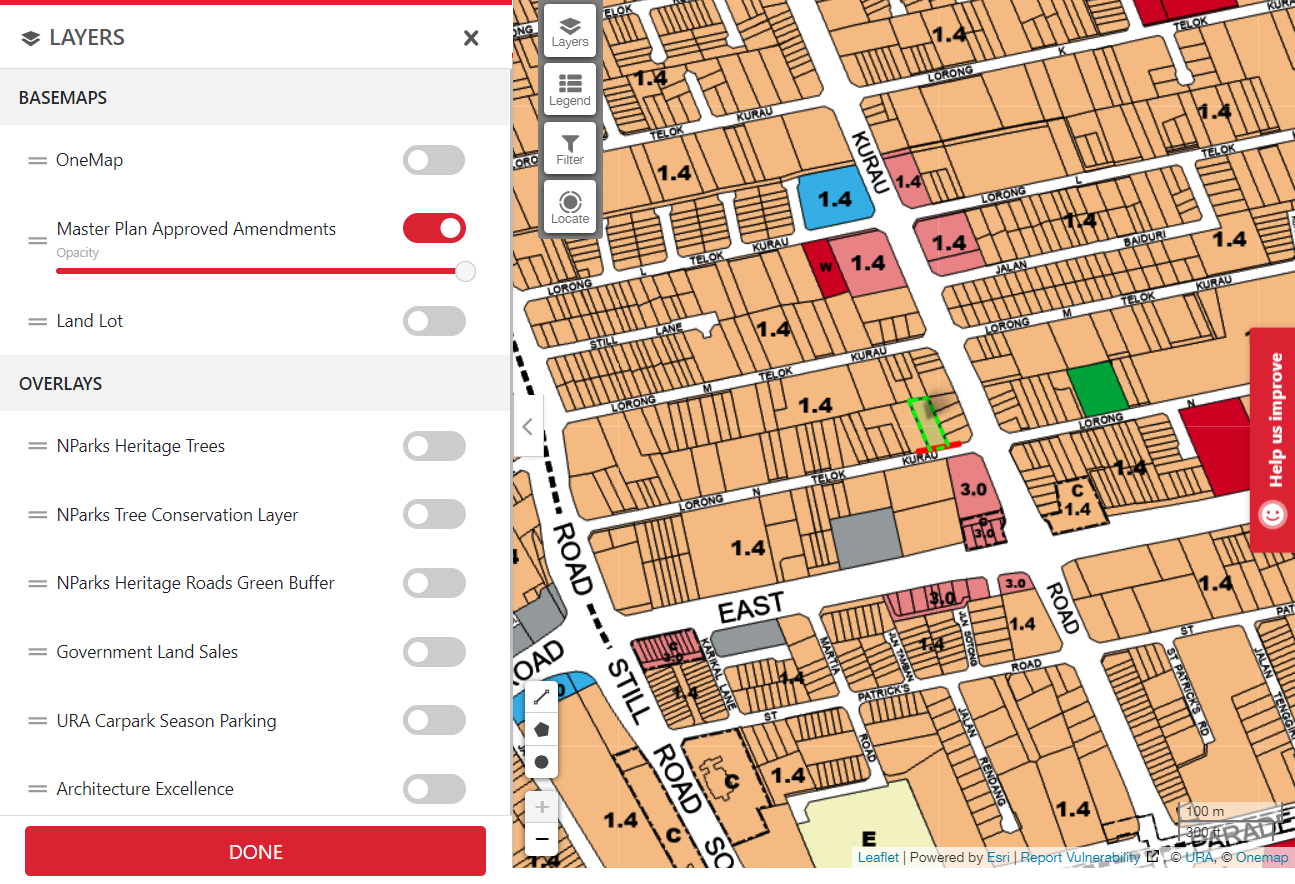 LAYERS
BASEMAPS
OneMap
Master Plan Approved Amendments
Opacity
Land Lot
OVERLAYS
NParks Heritage Trees
NParks Tree Conservation Layer
NParks Heritage Roads Green Buffer
Government Land Sales
URA Carpark Season Parking
Architecture Excellence
DONE
Layers
Legend
Filter
Locate
Help us improve
TELOK
1.4
TELOK
KURAU
1.4
LORONG K
1.4
TELOK KURAU
KURAU
1.4
TELOK
1.4
1.4
1.4
LORONG L
1.4
1.4
BAIDURI
1.4
JALAN
LORONG L TELOK KURAU
W
1.4
KURAU
TELOK
M
LORONG
STILL LANE
1.4
LORONG M TELOK KURAU
1.4
LORONG N
1.4
LORONG N TELOK KURAU
3.0
C
1.4
3.0
1.4
ROAD
EAST
3.0
3.0
ROAD
1.4
1.4
1.4
JLN TAMBAN
JLN SOTONG
MARTIA
ROAD
KARIKAL LANE
C
3.0
1.4
1.4
ST PATRICK'S ROAD
ST
ST PATRICK'S RD
JALAN
TENGGIRI
ROAD
STILL
ROAD
C
1.4
JALAN
RENDANG
1.4
1.4
C
E
1.4
PARADE
100 m
300 ft
Leaflet | Powered by Esri | Report Vulnerability, © URA, © Onemap